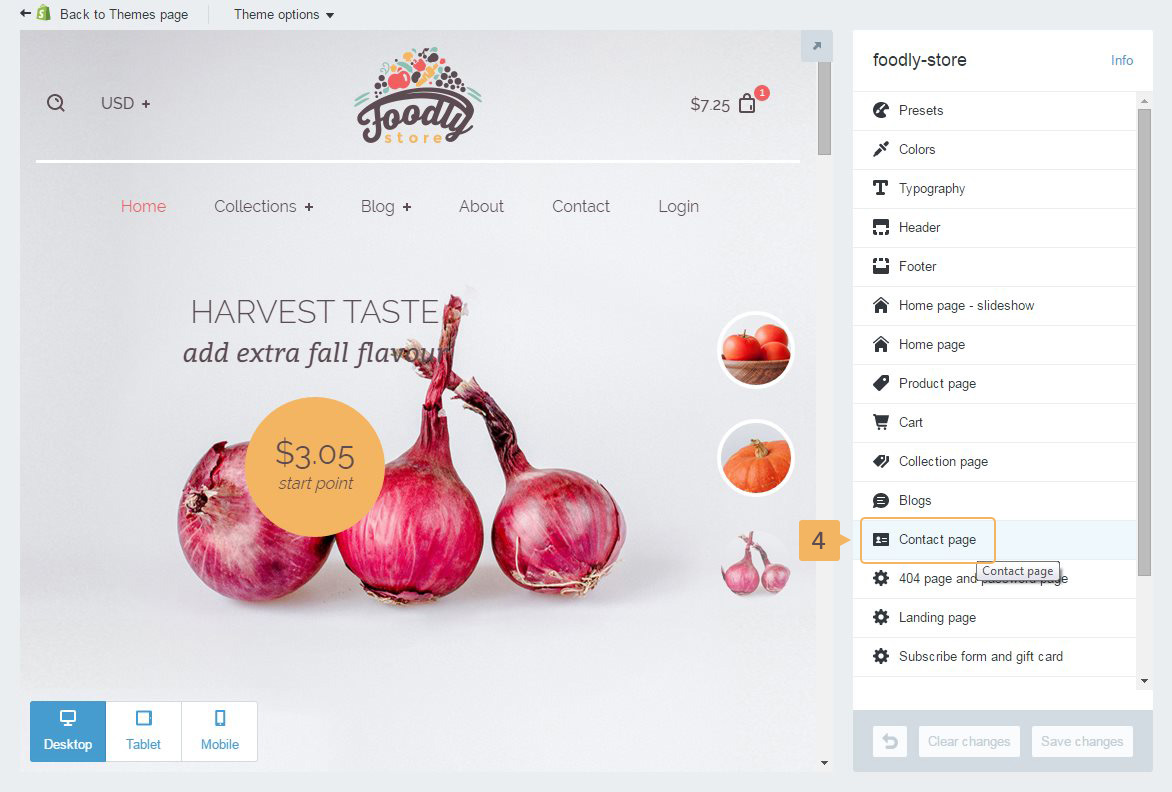 Back to Themes page
Theme options
foodly-store
Info
USD +
Foodly
store
$7.25
1
Home
Collections +
Blog +
About
Contact
Login
HARVEST TASTE
add extra fall flavour
$3.05
start point
Presets
Colors
Typography
Header
Footer
Home page - slideshow
Home page
Product page
Cart
Collection page
Blogs
4
Contact page
Contact page
404 page and password page
Landing page
Subscribe form and gift card
Desktop
Tablet
Mobile
Clear changes
Save changes